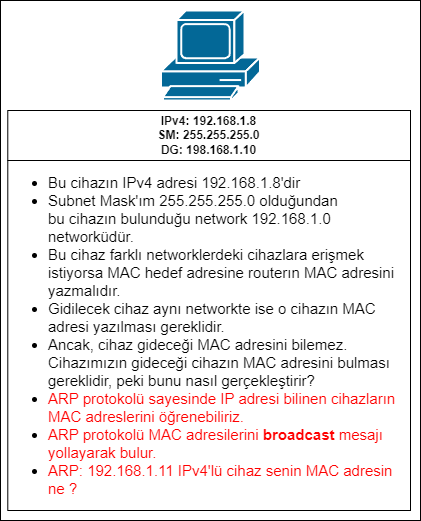 IPv4: 192.168.1.8
SM: 255.255.255.0
DG: 198.168.1.10
• Bu cihazın IPv4 adresi 192.168.1.8'dir
• Subnet Mask'ım 255.255.255.0 olduğundan
bu cihazın bulunduğu network 192.168.1.0
networküdür.
• Bu cihaz farklı networklerdeki cihazlara erişmek
istiyorsa MAC hedef adresine routerın MAC adresini
yazmalıdır.
• Gidilecek cihaz aynı networkte ise o cihazın MAC
adresi yazılması gereklidir.
• Ancak, cihaz gideceği MAC adresini bilemez.
Cihazımızın gideceği cihazın MAC adresini bulması
gereklidir, peki bunu nasıl gerçekleştirir?
• ARP protokolü sayesinde IP adresi bilinen cihazların
MAC adreslerini öğrenebiliriz.
• ARP protokolü MAC adresilerini broadcast mesajı
yollayarak bulur.
• ARP: 192.168.1.11 IPv4'lü cihaz senin MAC adresin
ne ?